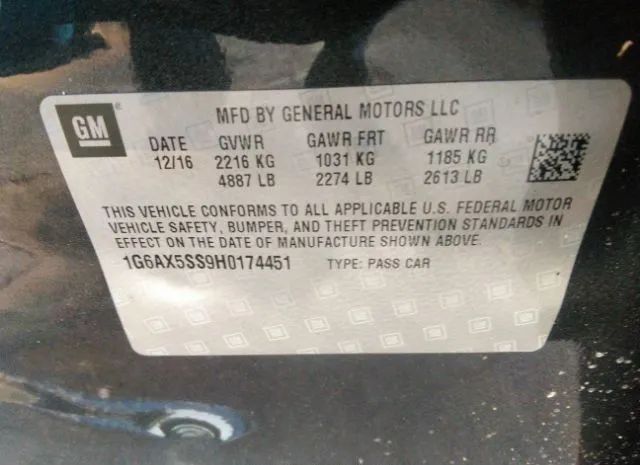 GM
MFD BY GENERAL MOTORS LLC
DATE GVWR GAWR FRT GAWR RR
12/16 2216 KG 1031 KG 1185 KG
4887 LB 2274 LB 2613 LB
THIS VEHICLE CONFORMS TO ALL APPLICABLE U.S. FEDERAL MOTOR
VEHICLE SAFETY, BUMPER, AND THEFT PREVENTION STANDARDS IN
EFFECT ON THE DATE OF MANUFACTURE SHOWN ABOVE.
1G6AX5SS9H0174451 TYPE: PASS CAR